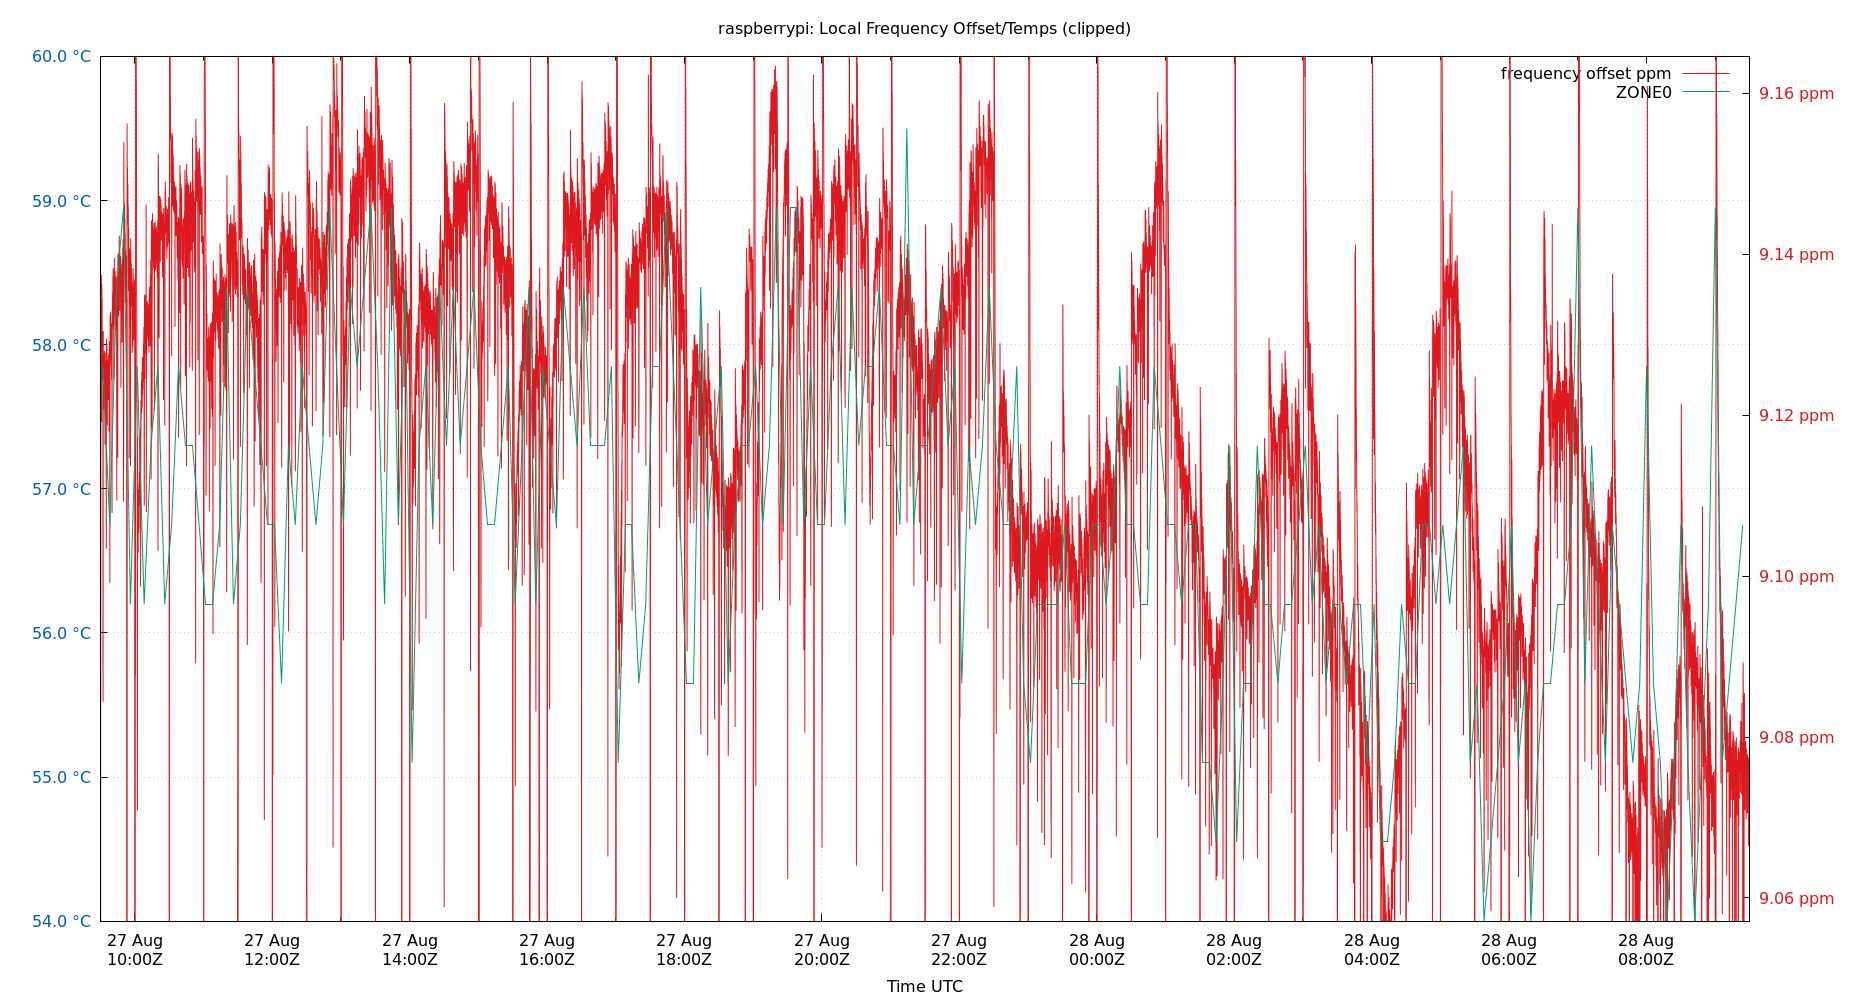 raspberrypi: Local Frequency Offset/Temps (clipped)
frequency offset ppm
ZONE0
60.0 °C
59.0 °C
58.0 °C
57.0 °C
56.0 °C
55.0 °C
54.0 °C
9.16 ppm
9.14 ppm
9.12 ppm
9.10 ppm
9.08 ppm
9.06 ppm
27 Aug
10:00Z
27 Aug
12:00Z
27 Aug
14:00Z
27 Aug
16:00Z
27 Aug
18:00Z
27 Aug
20:00Z
27 Aug
22:00Z
28 Aug
00:00Z
28 Aug
02:00Z
28 Aug
04:00Z
28 Aug
06:00Z
28 Aug
08:00Z
Time UTC